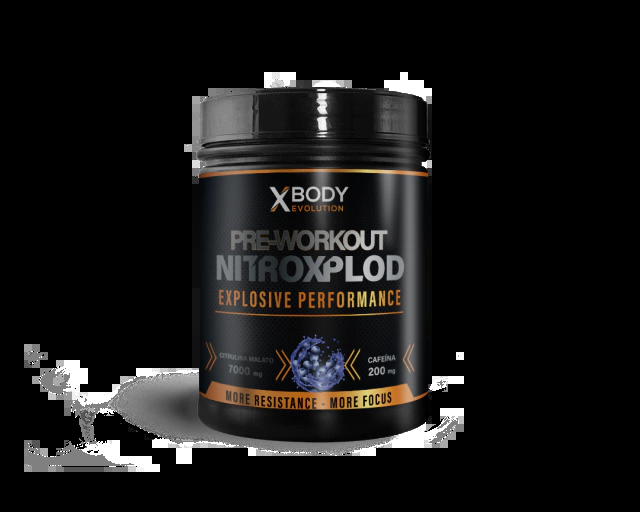 XBODY
EVOLUTION
PRE-WORKOUT
NITROXPLOD
EXPLOSIVE PERFORMANCE
CITRULINA MALATO
7000 mg
CAFEÍNA
200 mg
MORE RESISTANCE - MORE FOCUS